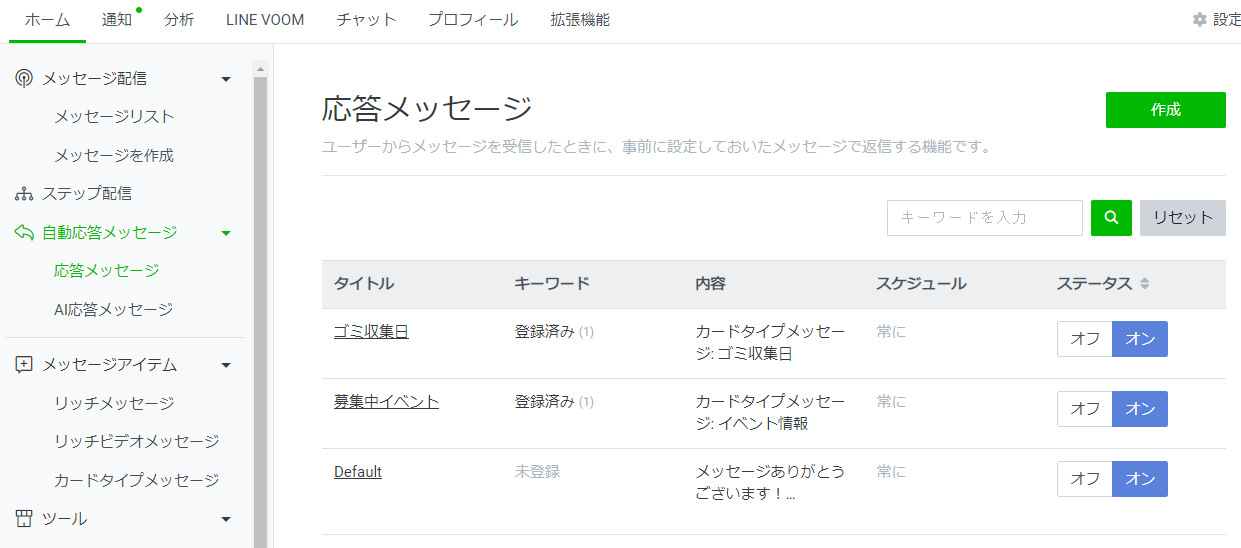 ホーム 通知 分析 LINE VOOM チャット プロフィール 拡張機能 設定
メッセージ配信
メッセージリスト
メッセージを作成
ステップ配信
自動応答メッセージ
応答メッセージ
AI応答メッセージ
メッセージアイテム
リッチメッセージ
リッチビデオメッセージ
カードタイプメッセージ
ツール
応答メッセージ
作成
ユーザーからメッセージを受信したときに、事前に設定しておいたメッセージで返信する機能です。
キーワードを入力 リセット
タイトル キーワード 内容 スケジュール ステータス
ゴミ収集日 登録済み (1) カードタイプメッセー 常に オフ オン
ジ: ゴミ収集日
募集中イベント 登録済み (1) カードタイプメッセー 常に オフ オン
ジ: イベント情報
Default 未登録 メッセージありがとう 常に オフ オン
ございます！...